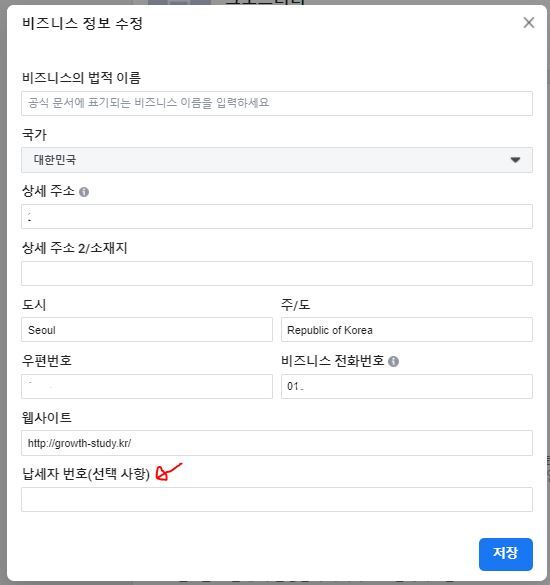 비즈니스 정보 수정
비즈니스의 법적 이름
공식 문서에 표기되는 비즈니스 이름을 입력하세요
국가
대한민국
상세 주소
상세 주소 2/소재지
도시
주/도
Seoul
Republic of Korea
우편번호
비즈니스 전화번호
01
웹사이트
http://growth-study.kr/
납세자 번호(선택 사항)
저장